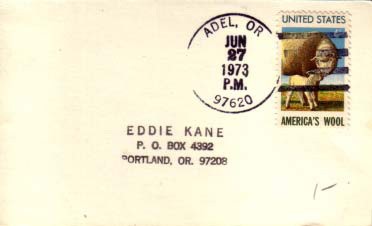 ADEL, OR
JUN
27
1973
P.M.
97620
UNITED STATES
AMERICA'S WOOL
EDDIE KANE
P. O. BOX 4392
PORTLAND, OR. 97208